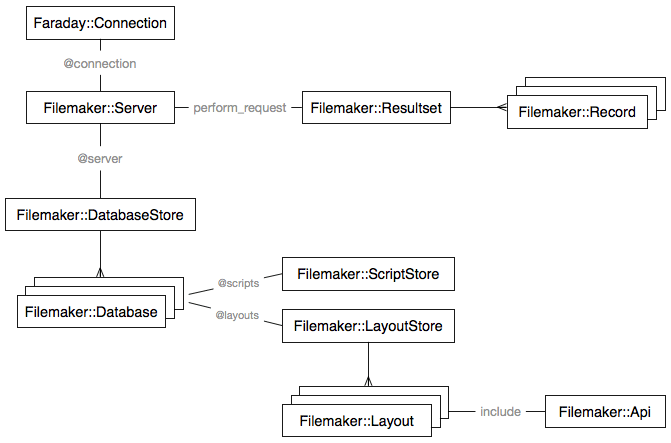 Faraday::Connection
@connection
Filemaker::Server
perform_request
Filemaker::Resultset
Filemaker::Record
@server
Filemaker::DatabaseStore
@scripts
Filemaker::ScriptStore
Filemaker::Database
@layouts
Filemaker::LayoutStore
Filemaker::Layout
include
Filemaker::Api